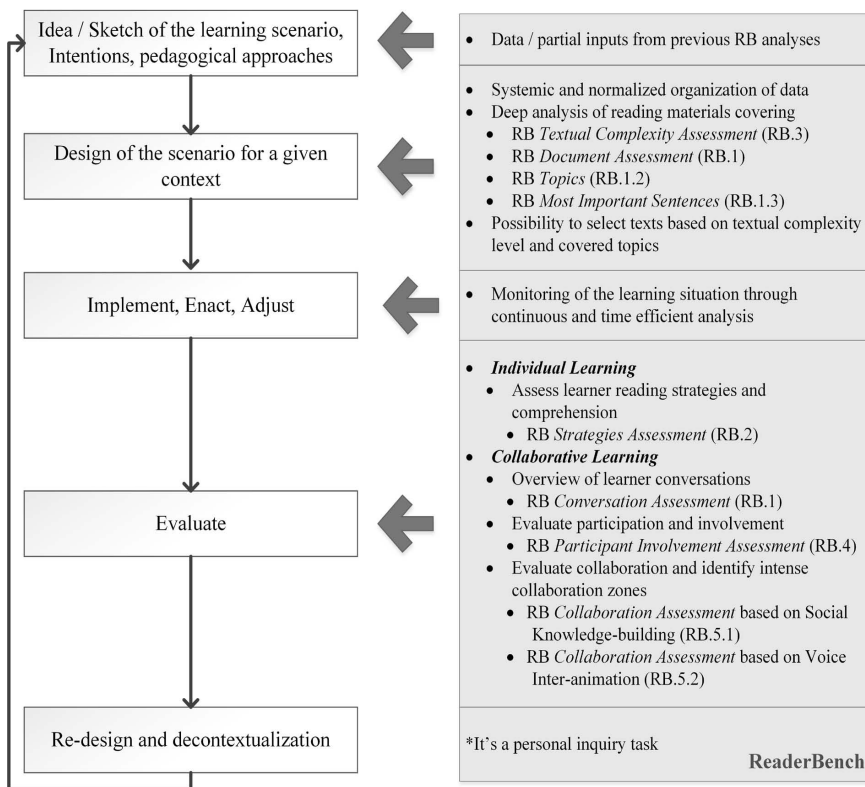 Idea / Sketch of the learning scenario,
Intentions, pedagogical approaches
• Data / partial inputs from previous RB analyses
Design of the scenario for a given
context
• Systemic and normalized organization of data
• Deep analysis of reading materials covering
• RB Textual Complexity Assessment (RB.3)
• RB Document Assessment (RB.1)
• RB Topics (RB.1.2)
• RB Most Important Sentences (RB.1.3)
• Possibility to select texts based on textual complexity
level and covered topics
Implement, Enact, Adjust
• Monitoring of the learning situation through
continuous and time efficient analysis
Evaluate
• Individual Learning
• Assess learner reading strategies and
comprehension
• RB Strategies Assessment (RB.2)
• Collaborative Learning
• Overview of learner conversations
• RB Conversation Assessment (RB.1)
• Evaluate participation and involvement
• RB Participant Involvement Assessment (RB.4)
• Evaluate collaboration and identify intense
collaboration zones
• RB Collaboration Assessment based on Social
Knowledge-building (RB.5.1)
• RB Collaboration Assessment based on Voice
Inter-animation (RB.5.2)
Re-design and decontextualization
*It's a personal inquiry task
ReaderBench